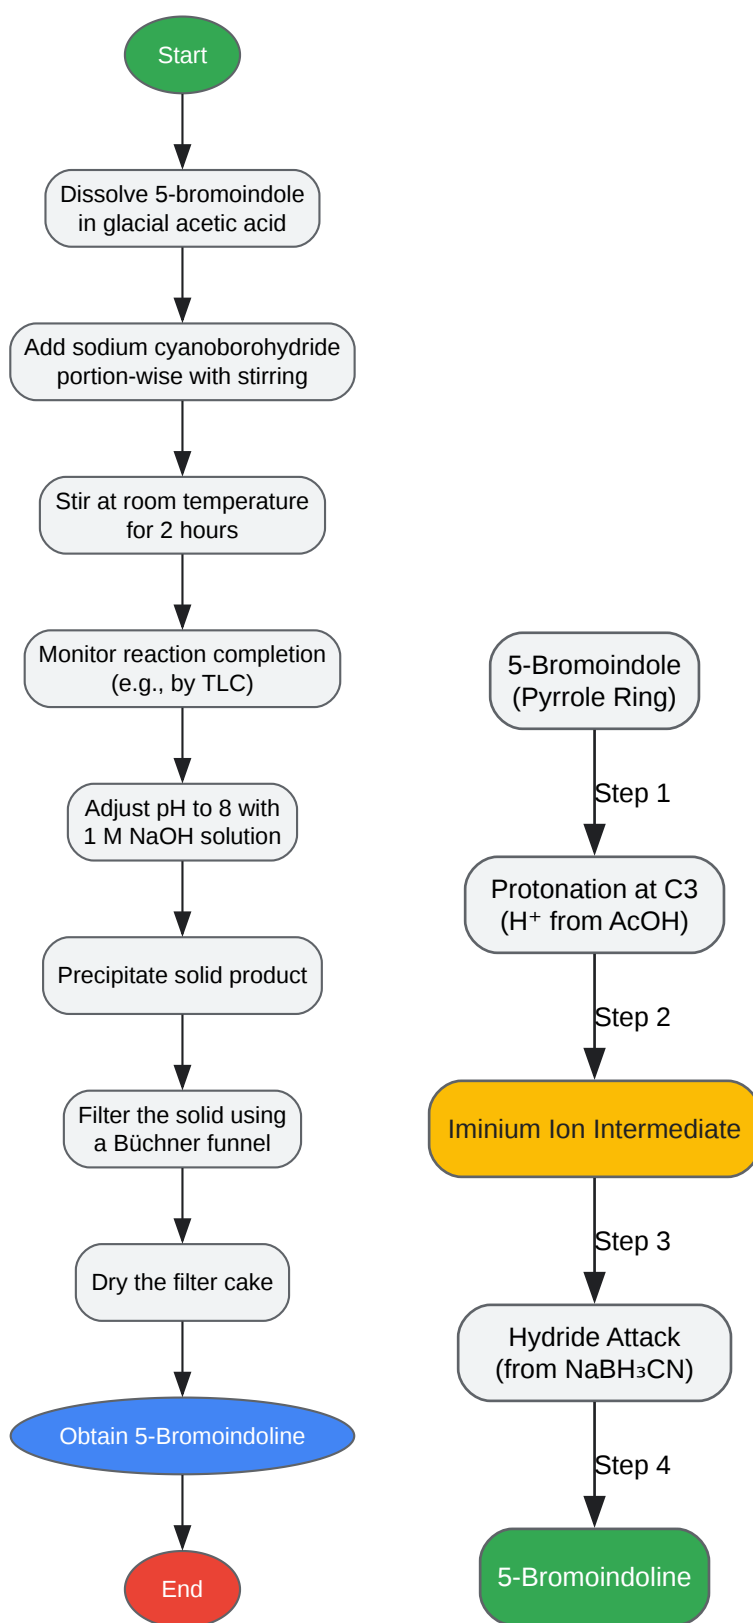 Start
Dissolve 5-bromoindole
in glacial acetic acid
Add sodium cyanoborohydride
portion-wise with stirring
Stir at room temperature
for 2 hours
Monitor reaction completion
(e.g., by TLC)
Adjust pH to 8 with
1 M NaOH solution
Precipitate solid product
Filter the solid using
a Büchner funnel
Dry the filter cake
Obtain 5-Bromoindoline
End
5-Bromoindole
(Pyrrole Ring)
Step 1
Protonation at C3
(H⁺ from AcOH)
Step 2
Iminium Ion Intermediate
Step 3
Hydride Attack
(from NaBH₃CN)
Step 4
5-Bromoindoline